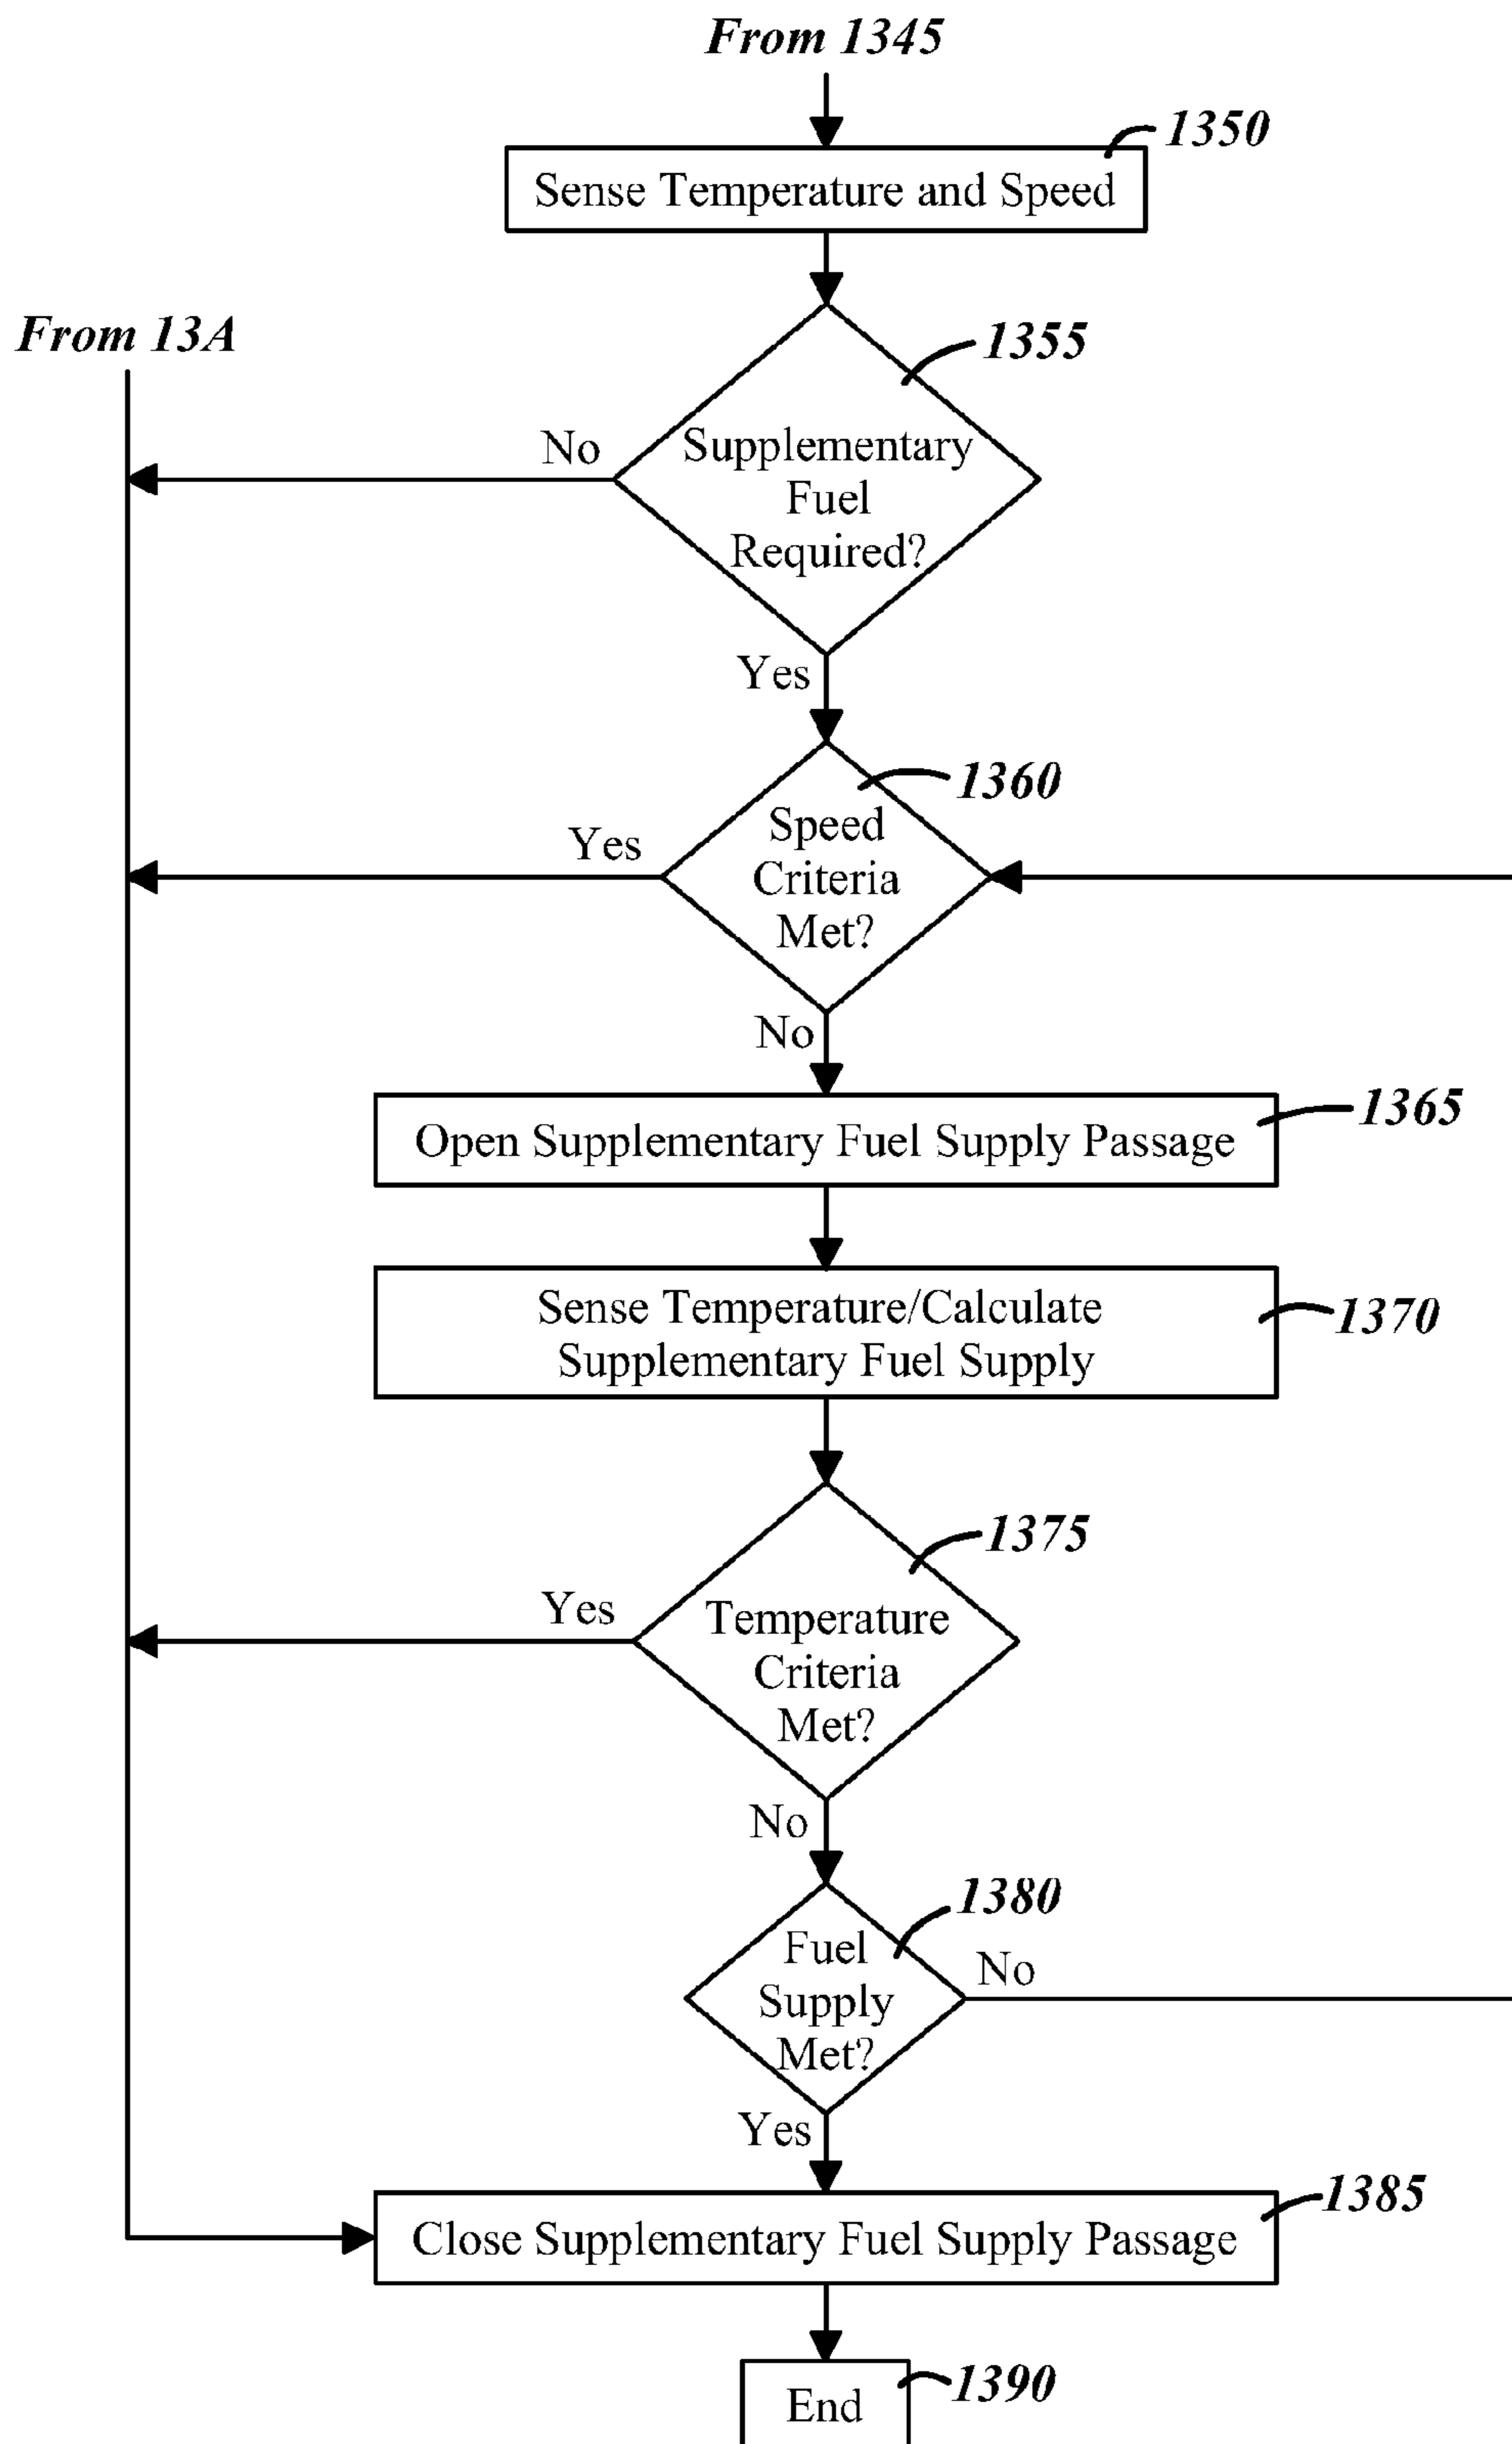 From 1345
1350
Sense Temperature and Speed
From 13A
1355
No
Supplementary
Fuel
Required?
Yes
1360
Yes
Speed
Criteria
Met?
No
1365
Open Supplementary Fuel Supply Passage
Sense Temperature/Calculate
Supplementary Fuel Supply
1370
1375
Yes
Temperature
Criteria
Met?
No
1380
Fuel
Supply
Met?
No
Yes
1385
Close Supplementary Fuel Supply Passage
1390
End